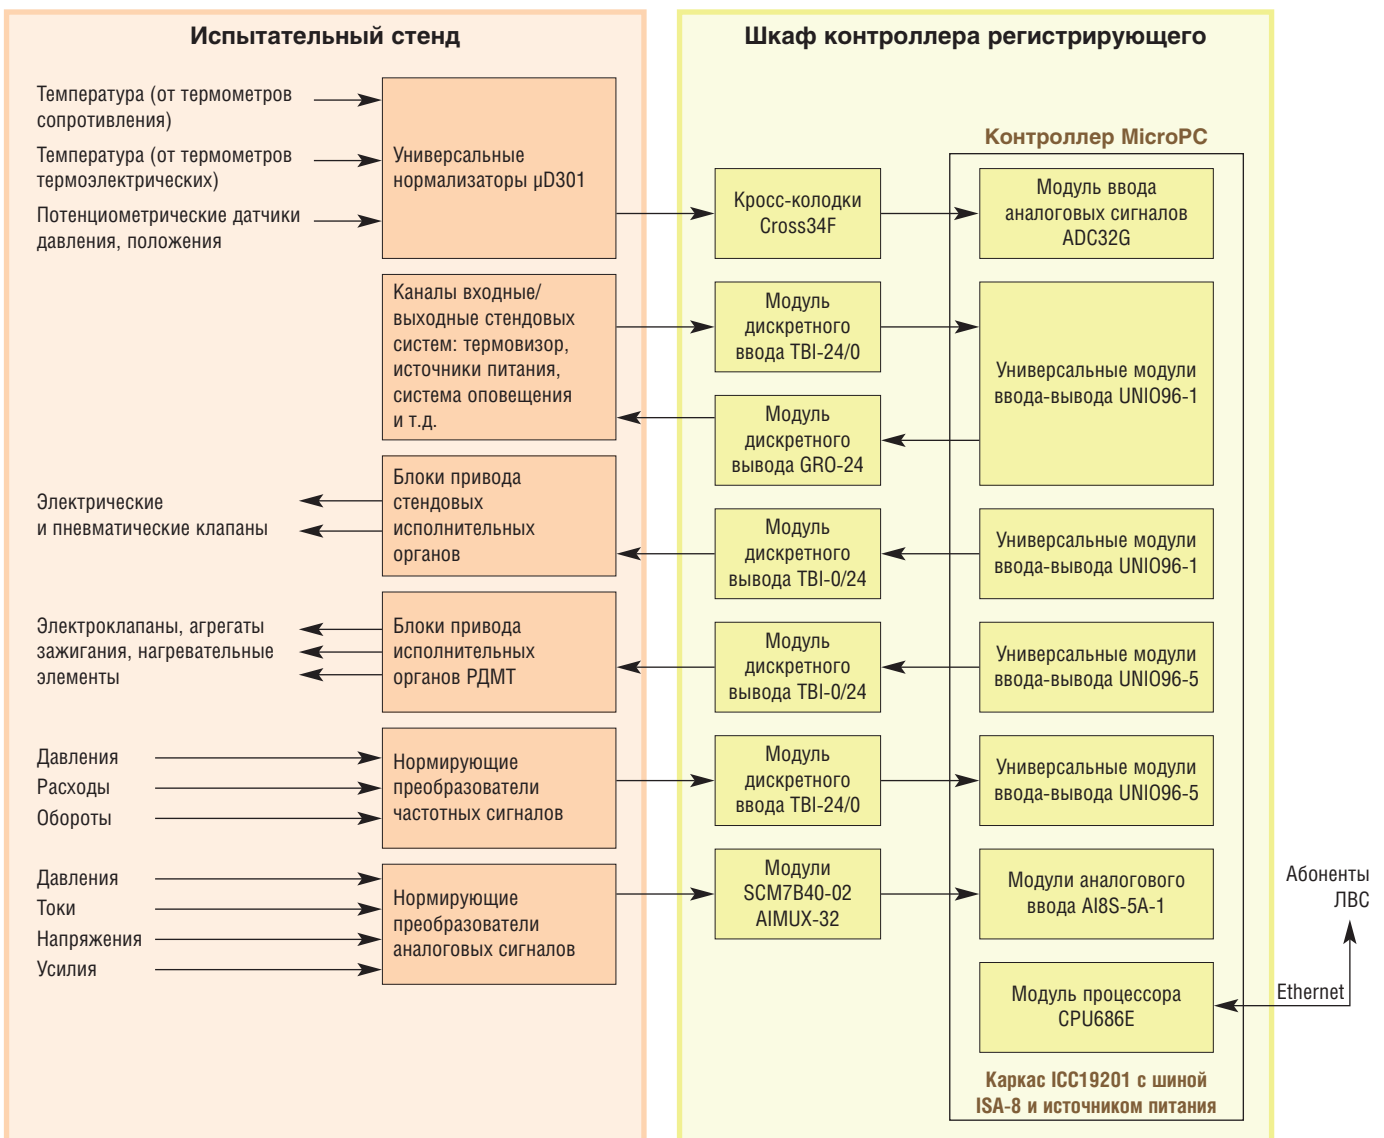 Испытательный стенд
Температура (от термометров
сопротивления)
Температура (от термометров
термоэлектрических)
Потенциометрические датчики
давления, положения
Универсальные
нормализаторы µD301
Каналы входные/
выходные стендовых
систем: термовизор,
источники питания,
система оповещения
и т.д.
Электрические
и пневматические клапаны
Блоки привода
стендовых
исполнительных
органов
Электроклапаны, агрегаты
зажигания, нагревательные
элементы
Блоки привода
исполнительных
органов РДМТ
Давления
Расходы
Обороты
Нормирующие
преобразователи
частотных сигналов
Давления
Токи
Напряжения
Усилия
Нормирующие
преобразователи
аналоговых сигналов
Шкаф контроллера регистрирующего
Контроллер MicroPC
Кросс-колодки
Cross34F
Модуль ввода
аналоговых сигналов
ADC32G
Модуль
дискретного
ввода TBI-24/0
Модуль
дискретного
вывода GRO-24
Универсальные модули
ввода-вывода UNIO96-1
Модуль
дискретного
вывода TBI-0/24
Универсальные модули
ввода-вывода UNIO96-1
Модуль
дискретного
вывода TBI-0/24
Универсальные модули
ввода-вывода UNIO96-5
Модуль
дискретного
ввода TBI-24/0
Универсальные модули
ввода-вывода UNIO96-5
Модули
SCM7B40-02
AIMUX-32
Модули аналогового
ввода AI8S-5A-1
Модуль процессора
CPU686E
Каркас ICC19201 с шиной
ISA-8 и источником питания
Абоненты
ЛВС
Ethernet